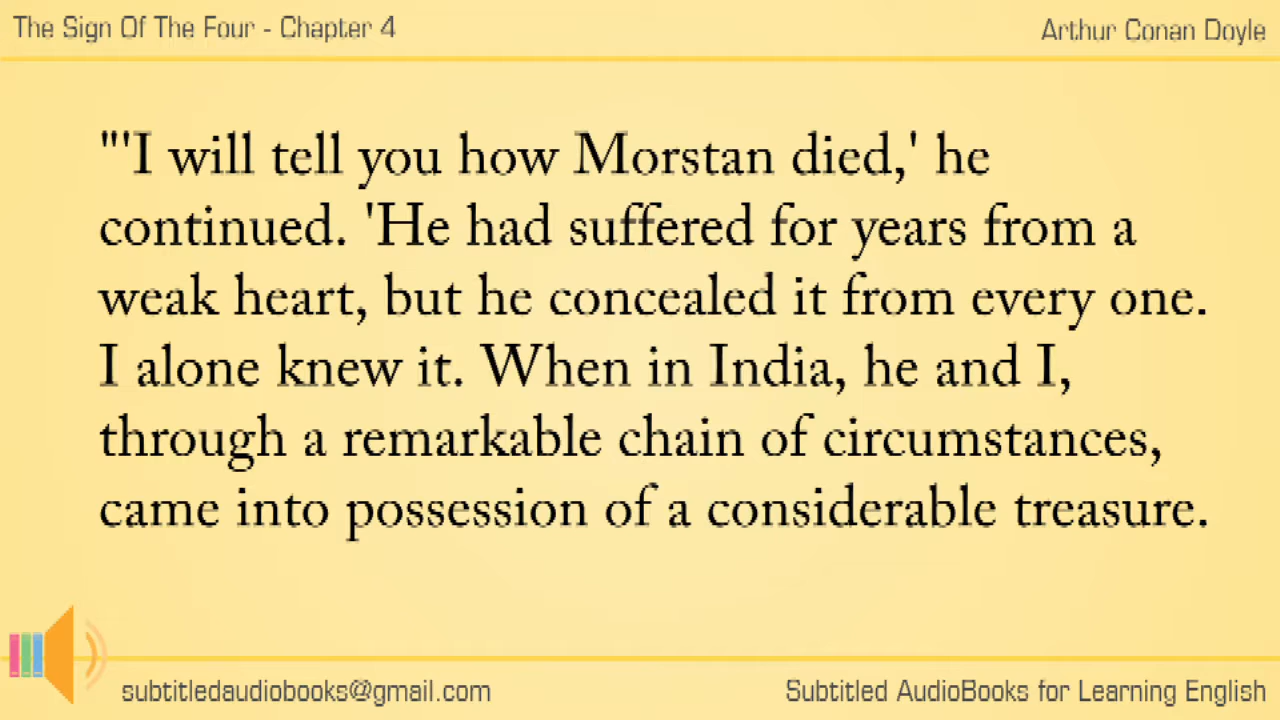 The Sign Of The Four - Chapter 4
Arthur Conan Doyle
"'I will tell you how Morstan died,' he
continued. 'He had suffered for years from a
weak heart, but he concealed it from every one.
I alone knew it. When in India, he and I,
through a remarkable chain of circumstances,
came into possession of a considerable treasure.
subtitledaudiobooks@gmail.com
Subtitled AudioBooks for Learning English